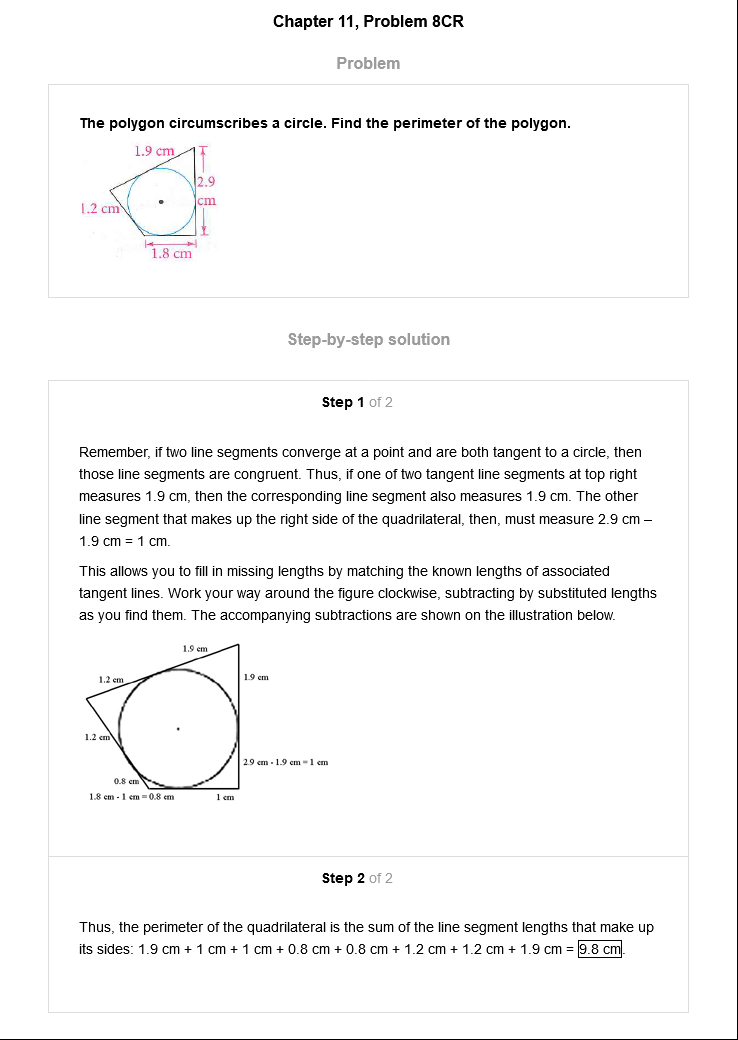 Chapter 11, Problem 8CR
Problem
The polygon circumscribes a circle. Find the perimeter of the polygon.
1.9 cm
2.9
cm
1.2 cm
1.8 cm
Step-by-step solution
Step 1 of 2
Remember, if two line segments converge at a point and are both tangent to a circle, then
those line segments are congruent. Thus, if one of two tangent line segments at top right
measures 1.9 cm, then the corresponding line segment also measures 1.9 cm. The other
line segment that makes up the right side of the quadrilateral, then, must measure 2.9 cm –
1.9 cm = 1 cm.
This allows you to fill in missing lengths by matching the known lengths of associated
tangent lines. Work your way around the figure clockwise, subtracting by substituted lengths
as you find them. The accompanying subtractions are shown on the illustration below.
1.9 cm
1.2 cm
1.9 cm
1.2 cm
2.9 cm - 1.9 cm = 1 cm
0.8 cm
1.8 cm - 1 cm = 0.8 cm
1 cm
Step 2 of 2
Thus, the perimeter of the quadrilateral is the sum of the line segment lengths that make up
its sides: 1.9 cm + 1 cm + 1 cm + 0.8 cm + 0.8 cm + 1.2 cm + 1.2 cm + 1.9 cm = 9.8 cm.